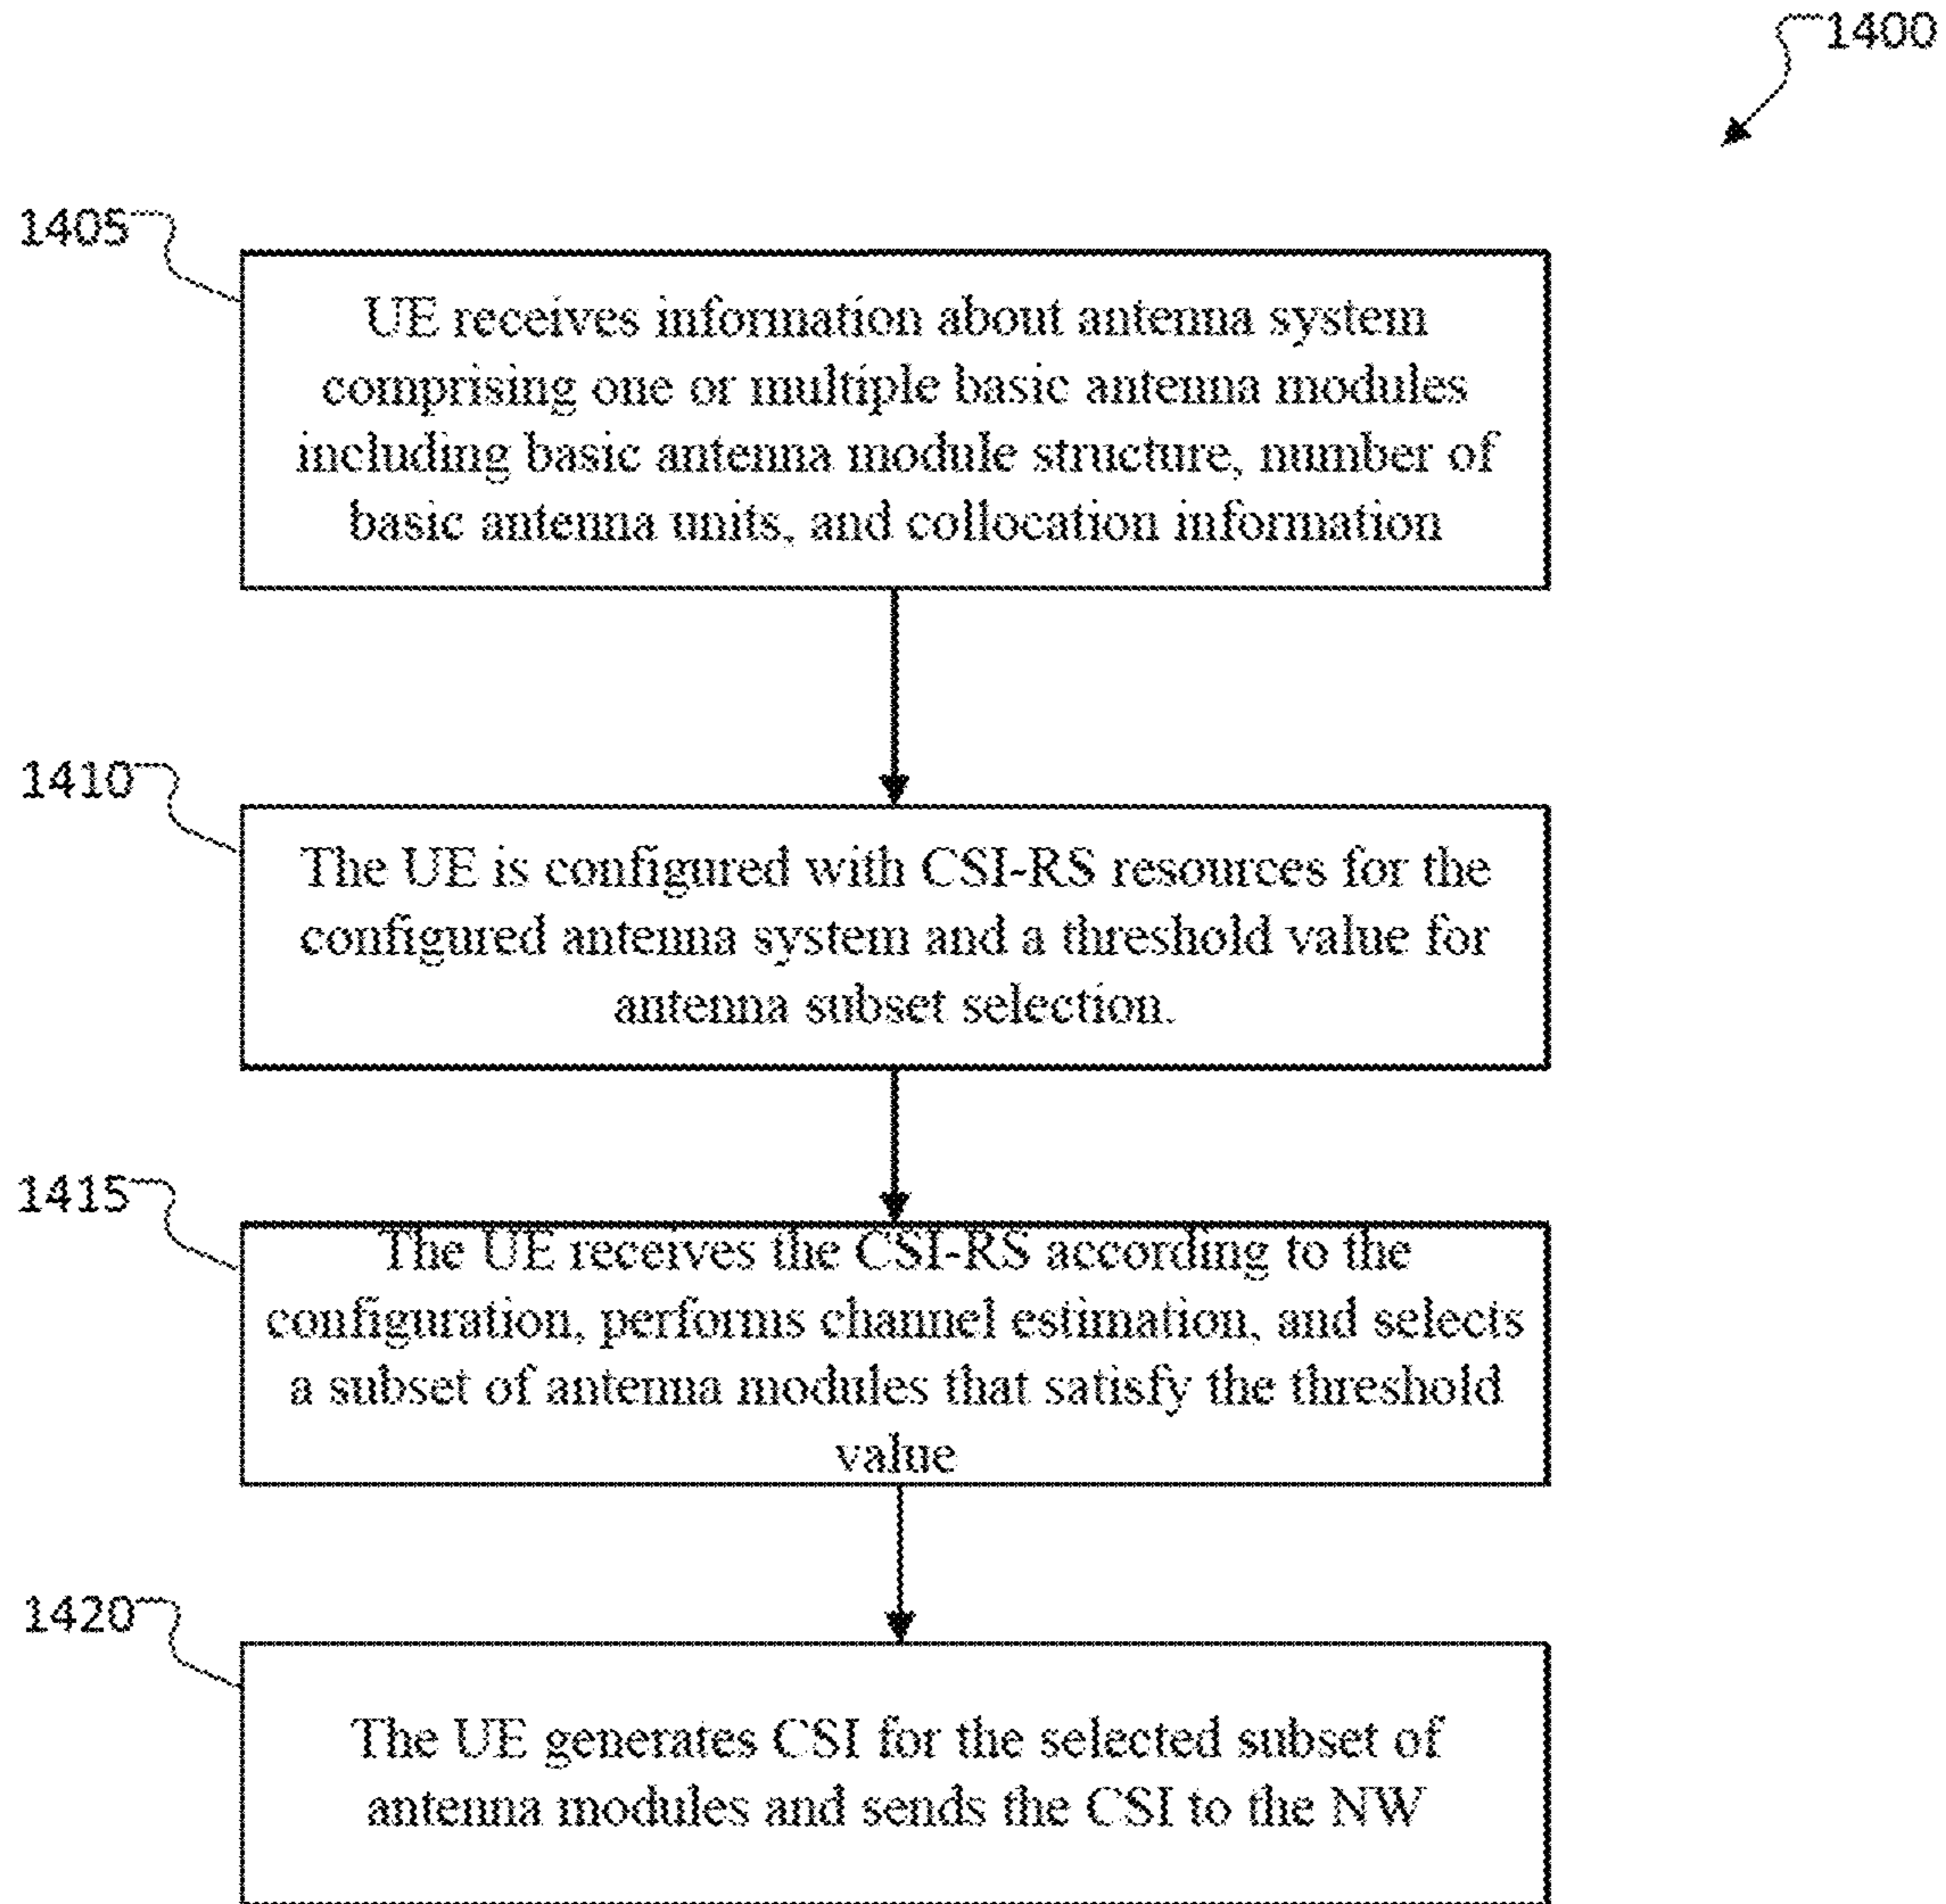 1400
1405
UE receives information about antenna system
comprising one or multiple basic antenna modules
including basic antenna module structure, number of
basic antenna units, and collocation information
1410
The UE is configured with CSI-RS resources for the
configured antenna system and a threshold value for
antenna subset selection.
1415
The UE receives the CSI-RS according to the
configuration, performs channel estimation, and selects
a subset of antenna modules that satisfy the threshold
value
1420
The UE generates CSI for the selected subset of
antenna modules and sends the CSI to the NW